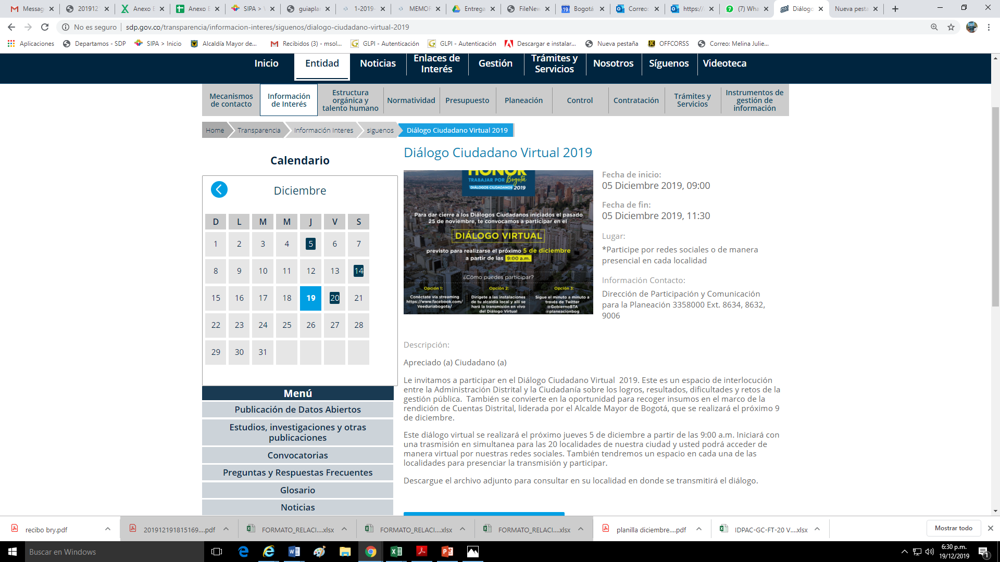 Messag
201912
Anexo E
Anexo E
SIPA >
guiapla
1-2019-
MEMOR
Entrega
FileNew
Bogotá
Correo:
https://
(7) Wha
Diálogo
Nueva pesta
No es seguro | sdp.gov.co/transparencia/informacion-interes/siguenos/dialogo-ciudadano-virtual-2019
Aplicaciones
Departamos - SDP
SIPA > Inicio
Alcaldía Mayor de...
Recibidos (3) - msol...
GLPI - Autenticación
GLPI - Autenticación
Descargar e instalar...
Nueva pestaña
OFFCORSS
Correo: Melina Julie...
Inicio
Entidad
Noticias
Enlaces de
Interés
Gestión
Trámites y
Servicios
Nosotros
Síguenos
Videoteca
Mecanismos
de contacto
Información
de Interés
Estructura
orgánica y
talento humano
Normatividad
Presupuesto
Planeación
Control
Contratación
Trámites y
Servicios
Instrumentos de
gestión de
información
Home
Transparencia
Información Interes
siguenos
Diálogo Ciudadano Virtual 2019
Calendario
Diciembre
D L M M J V S
1 2 3 4 5 6 7
8 9 10 11 12 13 14
15 16 17 18 19 20 21
22 23 24 25 26 27 28
29 30 31
Menú
Publicación de Datos Abiertos
Estudios, investigaciones y otras
publicaciones
Convocatorias
Preguntas y Respuestas Frecuentes
Glosario
Noticias
Diálogo Ciudadano Virtual 2019
HONOR
TRABAJAR POR Bogotá
DIÁLOGOS CIUDADANOS 2019
Para dar cierre a los Diálogos Ciudadanos iniciados el pasado
25 de noviembre, te convocamos a participar en el
DIÁLOGO VIRTUAL
previsto para realizarse el próximo 5 de diciembre
a partir de las 9:00 a.m.
¿Cómo puedes participar?
Opción 1:
Conéctate vía streaming
https://www.facebook.com/
Veeduriabogota/
Opción 2:
Dirígete a las instalaciones
de tu alcaldía local y allí se
hará la transmisión en vivo
del Diálogo Virtual
Opción 3:
Sigue el minuto a minuto a
través de Twitter
@GobiernoBTA
@planeacionbog
Fecha de inicio:
05 Diciembre 2019, 09:00
Fecha de fin:
05 Diciembre 2019, 11:30
Lugar:
*Participe por redes sociales o de manera
presencial en cada localidad
Información Contacto:
Dirección de Participación y Comunicación
para la Planeación 3358000 Ext. 8634, 8632,
9006
Descripción:
Apreciado (a) Ciudadano (a)
Le invitamos a participar en el Diálogo Ciudadano Virtual 2019. Este es un espacio de interlocución
entre la Administración Distrital y la Ciudadanía sobre los logros, resultados, dificultades y retos de la
gestión pública. También se convierte en la oportunidad para recoger insumos en el marco de la
rendición de Cuentas Distrital, liderada por el Alcalde Mayor de Bogotá, que se realizará el próximo 9
de diciembre.
Este diálogo virtual se realizará el próximo jueves 5 de diciembre a partir de las 9:00 a.m. Iniciará con
una trasmisión en simultanea para las 20 localidades de nuestra ciudad y usted podrá acceder de
manera virtual por nuestras redes sociales. También tendremos un espacio en cada una de las
localidades para presenciar la transmisión y participar.
Descargue el archivo adjunto para consultar en su localidad en donde se transmitirá el diálogo.
recibo bry.pdf
201912191815169....pdf
FORMATO_RELACI....xlsx
FORMATO_RELACI....xlsx
FORMATO_RELACI....xlsx
planilla diciembre....pdf
IDPAC-GC-FT-20 V....xlsx
Mostrar todo
Buscar en Windows
6:30 p.m.
19/12/2019
1